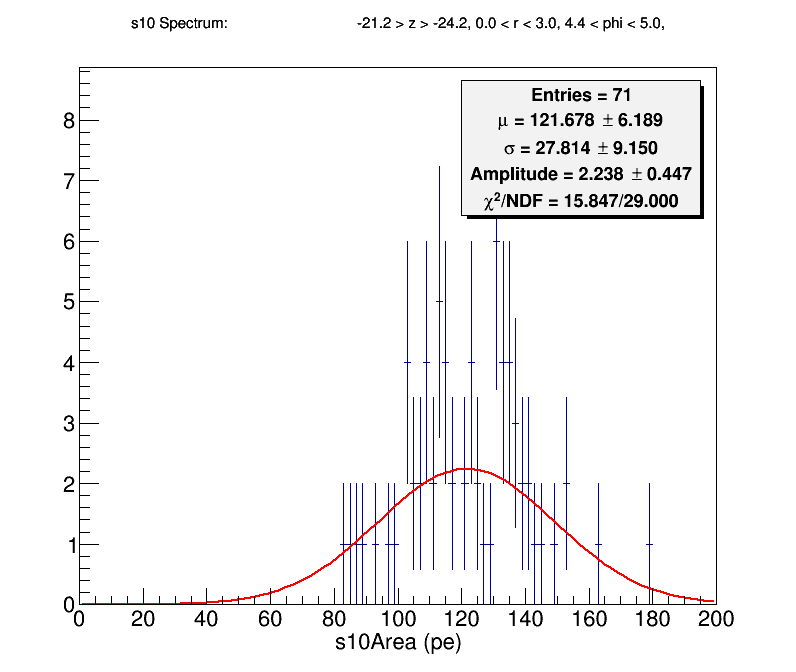 s10 Spectrum: -21.2 > z > -24.2, 0.0 < r < 3.0, 4.4 < phi < 5.0,
Entries = 71
μ = 121.678 ± 6.189
σ = 27.814 ± 9.150
Amplitude = 2.238 ± 0.447
χ²/NDF = 15.847/29.000
8
7
6
5
4
3
2
1
0
0 20 40 60 80 100 120 140 160 180 200
s10Area (pe)